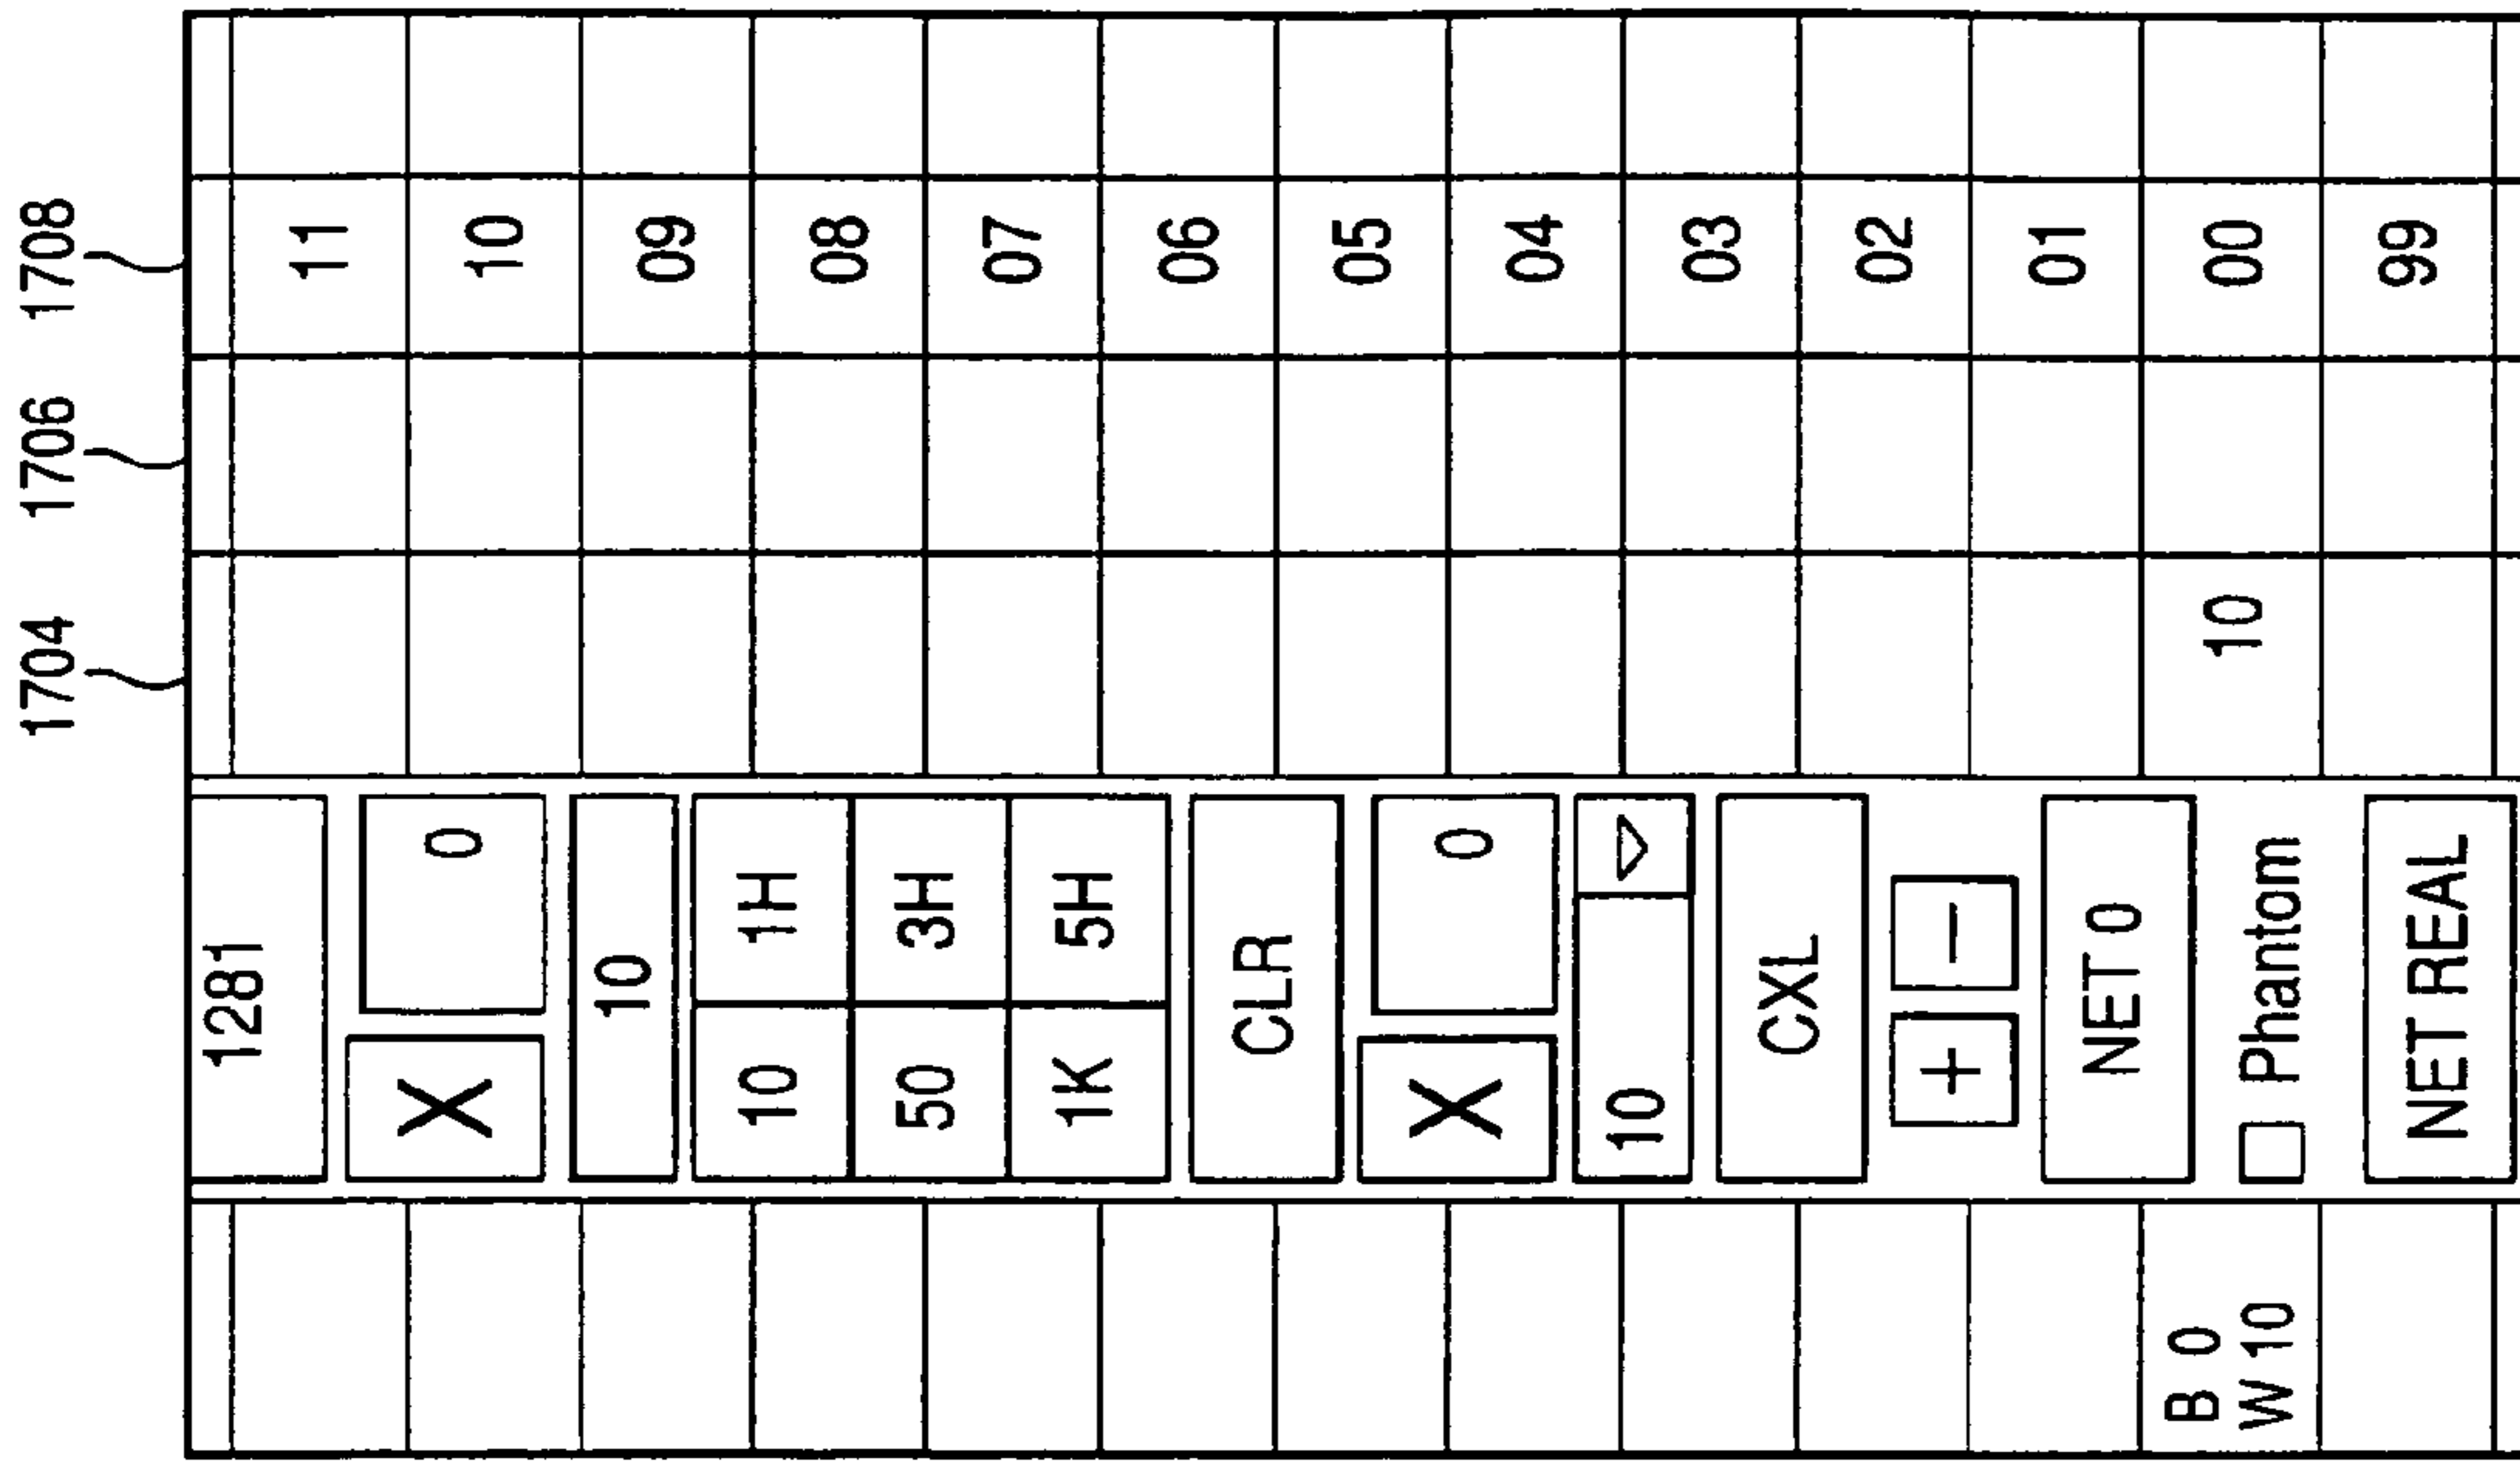 1704 1706 1708
B 0
W 10
1281
X 0
10
10 1H
50 3H
1K 5H
CLR
X 0
10
CXL
+ −
NET 0
Phantom
NET REAL
10
11
10
09
08
07
06
05
04
03
02
01
00
99